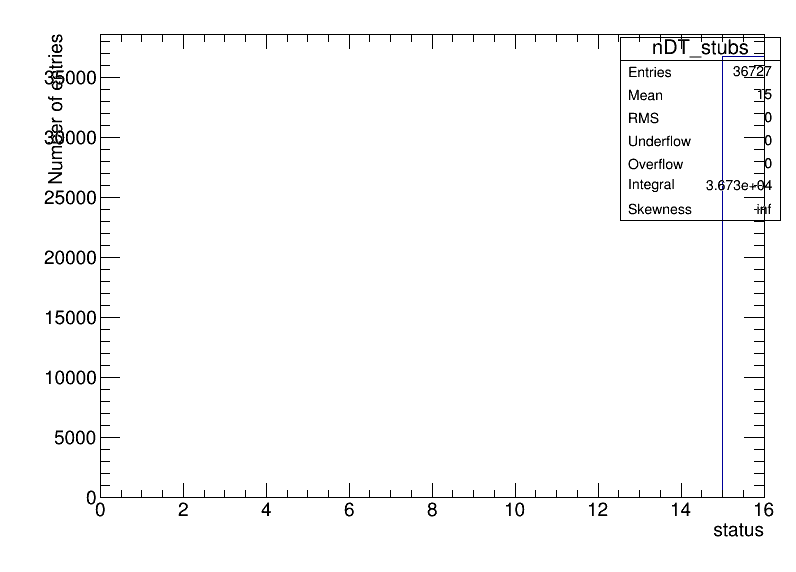 nDT_stubs
Entries 36727
Mean 15
RMS 0
Underflow 0
Overflow 0
Integral 3.673e+04
Skewness inf
Number of entries
35000
30000
25000
20000
15000
10000
5000
0
0 2 4 6 8 10 12 14 16
status